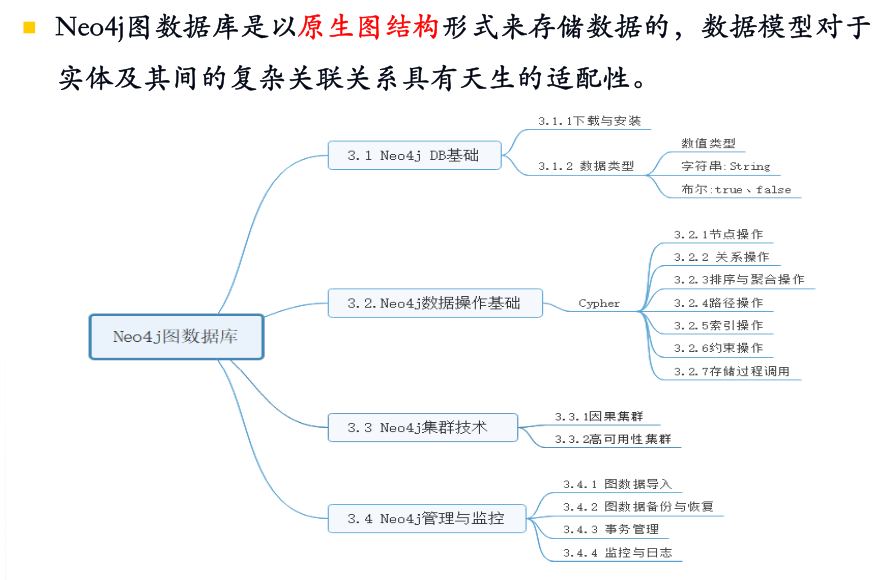 Neo4j图数据库是以原生图结构形式来存储数据的，数据模型对于
实体及其间的复杂关联关系具有天生的适配性。
Neo4j图数据库
3.1 Neo4j DB基础
3.1.1下载与安装
3.1.2 数据类型
数值类型
字符串:String
布尔:true、false
3.2.Neo4j数据操作基础
Cypher
3.2.1节点操作
3.2.2 关系操作
3.2.3排序与聚合操作
3.2.4路径操作
3.2.5索引操作
3.2.6约束操作
3.2.7存储过程调用
3.3 Neo4j集群技术
3.3.1因果集群
3.3.2高可用性集群
3.4 Neo4j管理与监控
3.4.1 图数据导入
3.4.2 图数据备份与恢复
3.4.3 事务管理
3.4.4 监控与日志